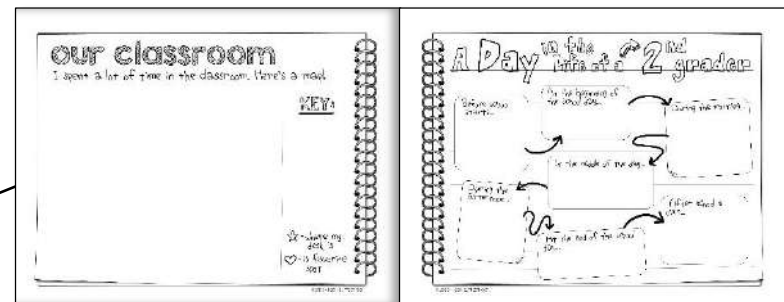 our classroom
I spent a lot of time in the classroom. Here's a map!
KEY:
☆ - where my
desk is
♡ - is favorite
spot
A Day in the
life of a 2nd
grader
Before school
starts...
At the beginning of
the school day...
During the morning...
In the middle of the day...
During the
afternoon...
At the end of the school
day...
After school is